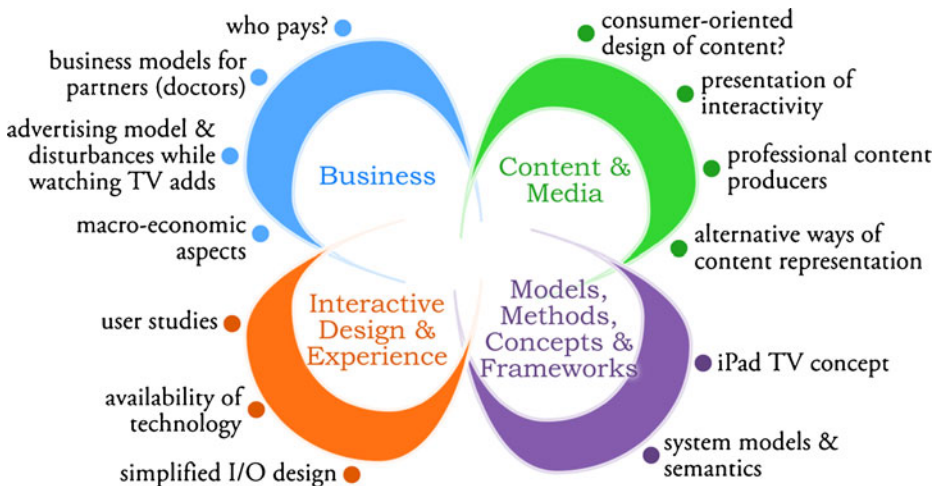 who pays?
business models for
partners (doctors)
advertising model &
disturbances while
watching TV adds
macro-economic
aspects
Business
consumer-oriented
design of content?
presentation of
interactivity
professional content
producers
alternative ways of
content representation
Content &
Media
user studies
availability of
technology
simplified I/O design
Interactive
Design &
Experience
Models,
Methods,
Concepts &
Frameworks
iPad TV concept
system models &
semantics